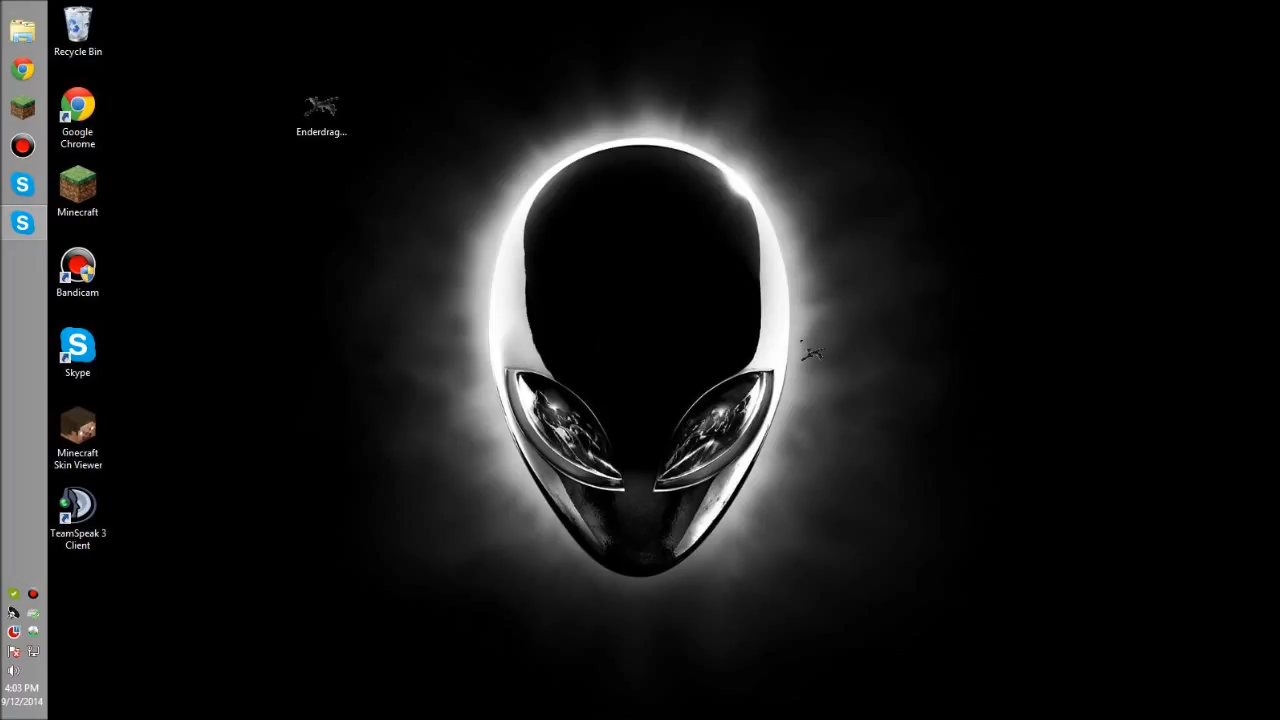 Recycle Bin
Google
Chrome
Minecraft
Bandicam
Skype
Minecraft
Skin Viewer
TeamSpeak 3
Client
Enderdrag...
4:03 PM
9/12/2014